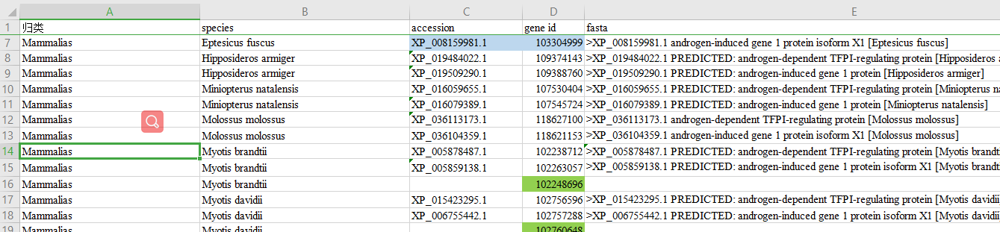 A B C D E
1 归类 species accession gene id fasta
7 Mammalias Eptesicus fuscus XP_008159981.1 103304999 >XP_008159981.1 androgen-induced gene 1 protein isoform X1 [Eptesicus fuscus]
8 Mammalias Hipposideros armiger XP_019484022.1 109374143 >XP_019484022.1 PREDICTED: androgen-dependent TFPI-regulating protein [Hipposideros a
9 Mammalias Hipposideros armiger XP_019509290.1 109388760 >XP_019509290.1 PREDICTED: androgen-induced gene 1 protein [Hipposideros armiger]
10 Mammalias Miniopterus natalensis XP_016059655.1 107530404 >XP_016059655.1 PREDICTED: androgen-dependent TFPI-regulating protein [Miniopterus na
11 Mammalias Miniopterus natalensis XP_016079389.1 107545724 >XP_016079389.1 PREDICTED: androgen-induced gene 1 protein [Miniopterus natalensis]
12 Mammalias Molossus molossus XP_036113173.1 118627100 >XP_036113173.1 androgen-dependent TFPI-regulating protein [Molossus molossus]
13 Mammalias Molossus molossus XP_036104359.1 118621153 >XP_036104359.1 androgen-induced gene 1 protein isoform X1 [Molossus molossus]
14 Mammalias Myotis brandtii XP_005878487.1 102238712 >XP_005878487.1 PREDICTED: androgen-dependent TFPI-regulating protein [Myotis brandti
15 Mammalias Myotis brandtii XP_005859138.1 102263057 >XP_005859138.1 PREDICTED: androgen-induced gene 1 protein isoform X1 [Myotis brandt
16 Mammalias Myotis brandtii 102248696
17 Mammalias Myotis davidii XP_015423295.1 102756596 >XP_015423295.1 PREDICTED: androgen-dependent TFPI-regulating protein [Myotis davidii
18 Mammalias Myotis davidii XP_006755442.1 102757288 >XP_006755442.1 PREDICTED: androgen-induced gene 1 protein isoform X1 [Myotis davidii
19 Mammalias Myotis davidii 102760648